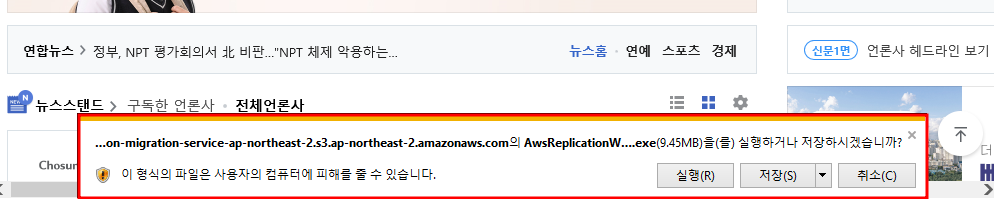 연합뉴스 > 정부, NPT 평가회의서 北 비판..."NPT 체제 악용하는... 뉴스홈 · 연예 스포츠 경제
신문1면 언론사 헤드라인 보기
NEW N 뉴스스탠드 > 구독한 언론사 · 전체언론사
...on-migration-service-ap-northeast-2.s3.ap-northeast-2.amazonaws.com의 AwsReplicationW....exe(9.45MB)을(를) 실행하거나 저장하시겠습니까? ×
Chosun
이 형식의 파일은 사용자의 컴퓨터에 피해를 줄 수 있습니다. 실행(R) 저장(S) 취소(C)
더